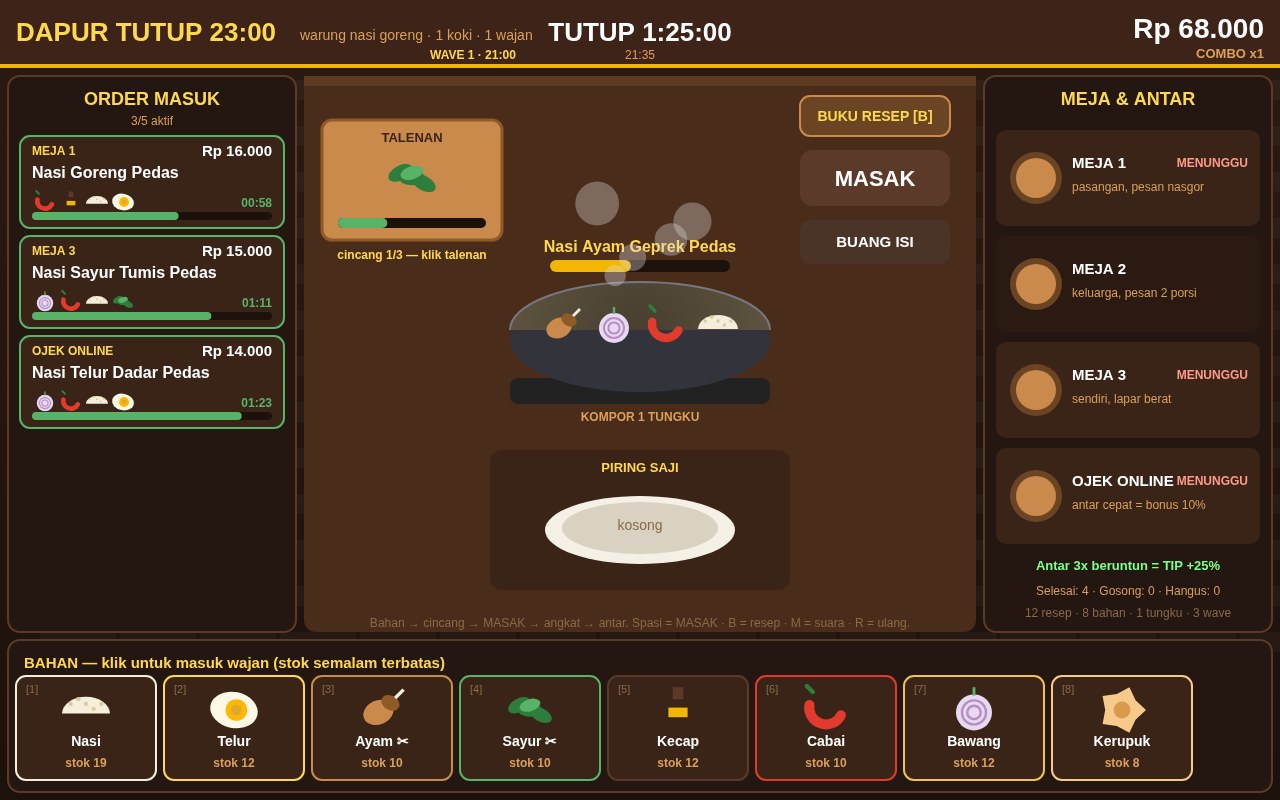 DAPUR TUTUP 23:00
warung nasi goreng · 1 koki · 1 wajan
TUTUP 1:25:00
Rp 68.000
WAVE 1 · 21:00
21:35
COMBO x1
ORDER MASUK
3/5 aktif
MEJA 1 Rp 16.000
Nasi Goreng Pedas
00:58
MEJA 3 Rp 15.000
Nasi Sayur Tumis Pedas
01:11
OJEK ONLINE Rp 14.000
Nasi Telur Dadar Pedas
01:23
TALENAN
cincang 1/3 — klik talenan
BUKU RESEP [B]
MASAK
BUANG ISI
Nasi Ayam Geprek Pedas
KOMPOR 1 TUNGKU
PIRING SAJI
kosong
Bahan → cincang → MASAK → angkat → antar. Spasi = MASAK · B = resep · M = suara · R = ulang.
MEJA & ANTAR
MEJA 1 MENUNGGU
pasangan, pesan nasgor
MEJA 2
keluarga, pesan 2 porsi
MEJA 3 MENUNGGU
sendiri, lapar berat
OJEK ONLINE MENUNGGU
antar cepat = bonus 10%
Antar 3x beruntun = TIP +25%
Selesai: 4 · Gosong: 0 · Hangus: 0
12 resep · 8 bahan · 1 tungku · 3 wave
BAHAN — klik untuk masuk wajan (stok semalam terbatas)
[1]
Nasi
stok 19
[2]
Telur
stok 12
[3]
Ayam ✂
stok 10
[4]
Sayur ✂
stok 10
[5]
Kecap
stok 12
[6]
Cabai
stok 10
[7]
Bawang
stok 12
[8]
Kerupuk
stok 8